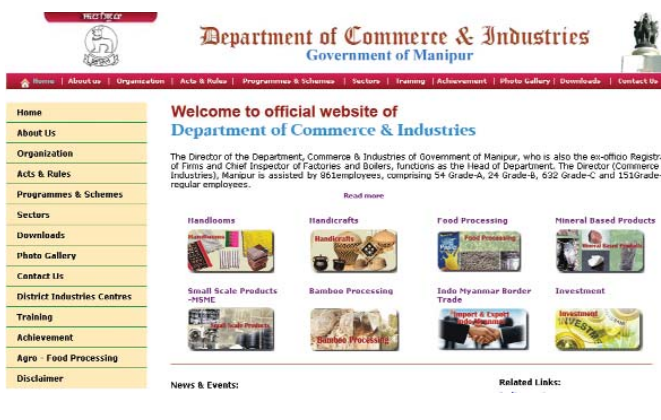 Department of Commerce & Industries
Government of Manipur
Home | About us | Organization | Acts & Rules | Programmes & Schemes | Sectors | Training | Achievement | Photo Gallery | Downloads | Contact Us
Home
About Us
Organization
Acts & Rules
Programmes & Schemes
Sectors
Downloads
Photo Gallery
Contact Us
District Industries Centres
Training
Achievement
Agro - Food Processing
Disclaimer
Welcome to official website of
Department of Commerce & Industries
The Director of the Department, Commerce & Industries of Government of Manipur, who is also the ex-officio Registra
of Firms and Chief Inspector of Factories and Boilers, functions as the Head of Department. The Director (Commerce
Industries), Manipur is assisted by 861employees, comprising 54 Grade-A, 24 Grade-B, 632 Grade-C and 151Grade-
regular employees.
Read more
Handlooms
Handicrafts
Food Processing
Mineral Based Products
Handlooms
Handicrafts
Food Processing
Mineral Based Products
Small Scale Products
-MSME
Bamboo Processing
Indo Myanmar Border
Trade
Investment
Small Scale Products
Bamboo Processing
Import & Export
Indo Myanmar
Investment
News & Events:
Related Links: